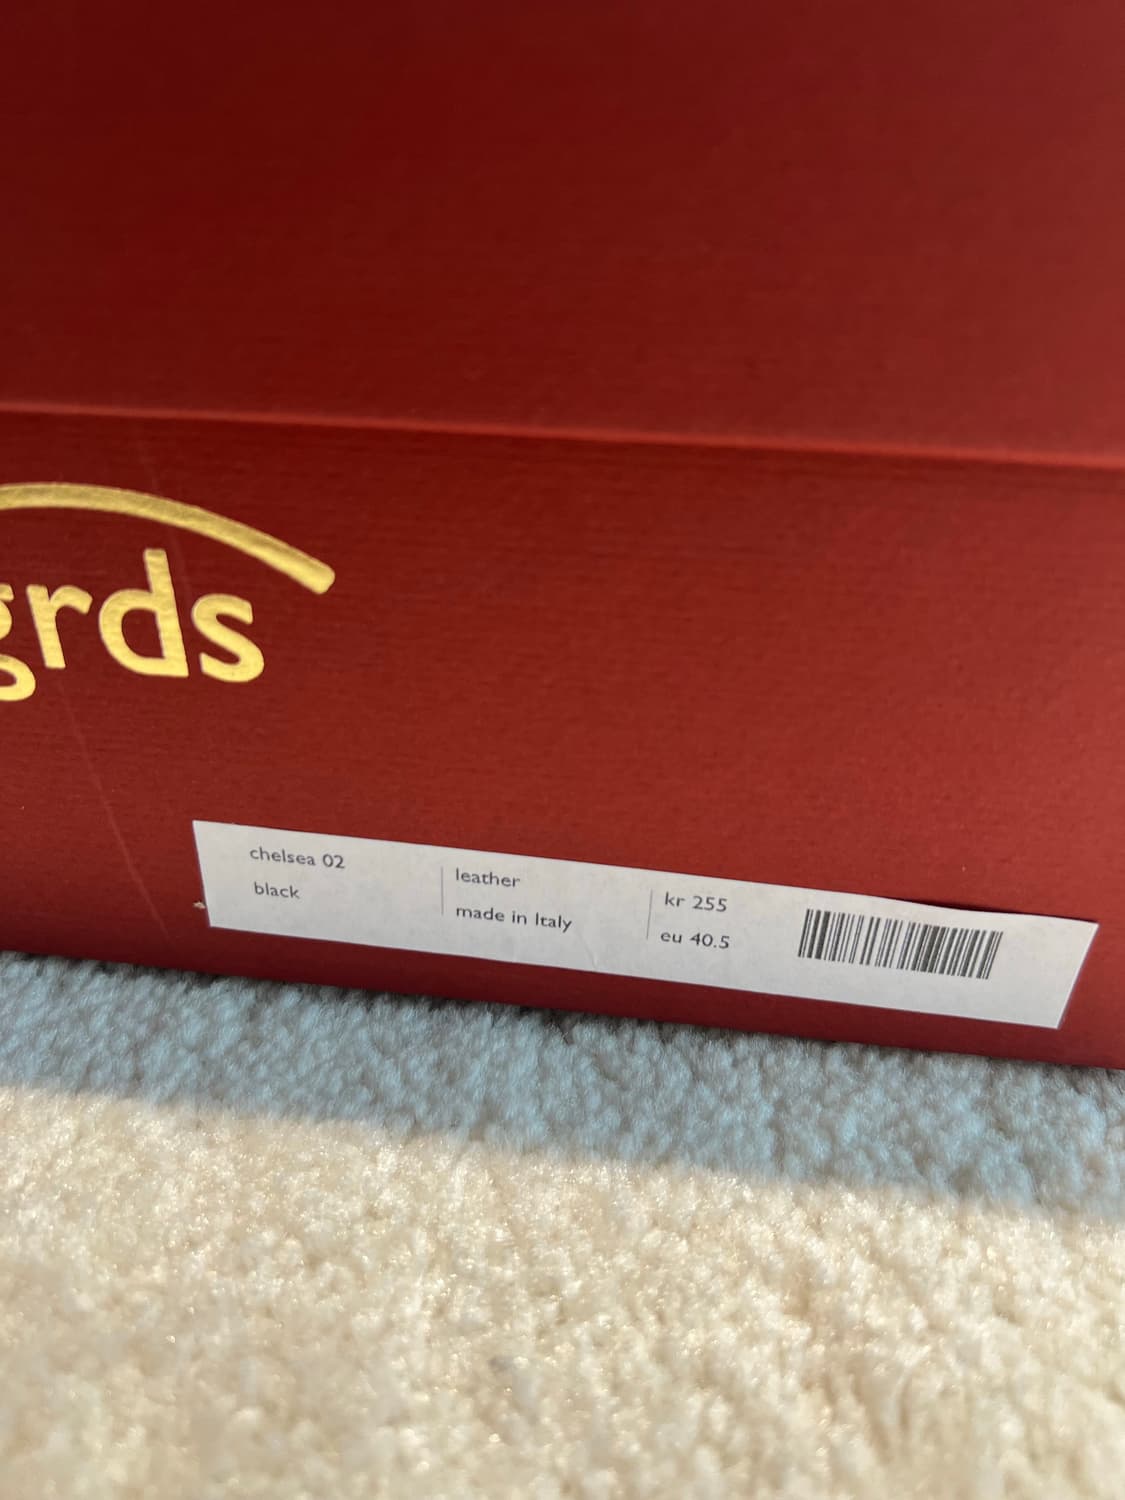 grds
chelsea 02
black
leather
made in Italy
kr 255
eu 40.5